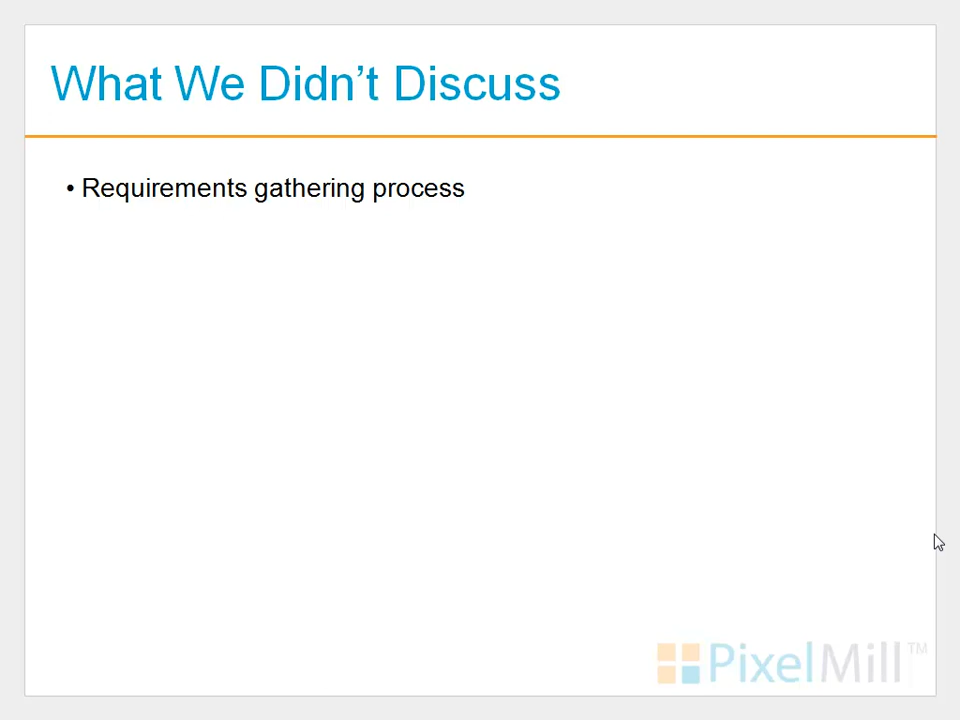 What We Didn’t Discuss
• Requirements gathering process
PixelMill™